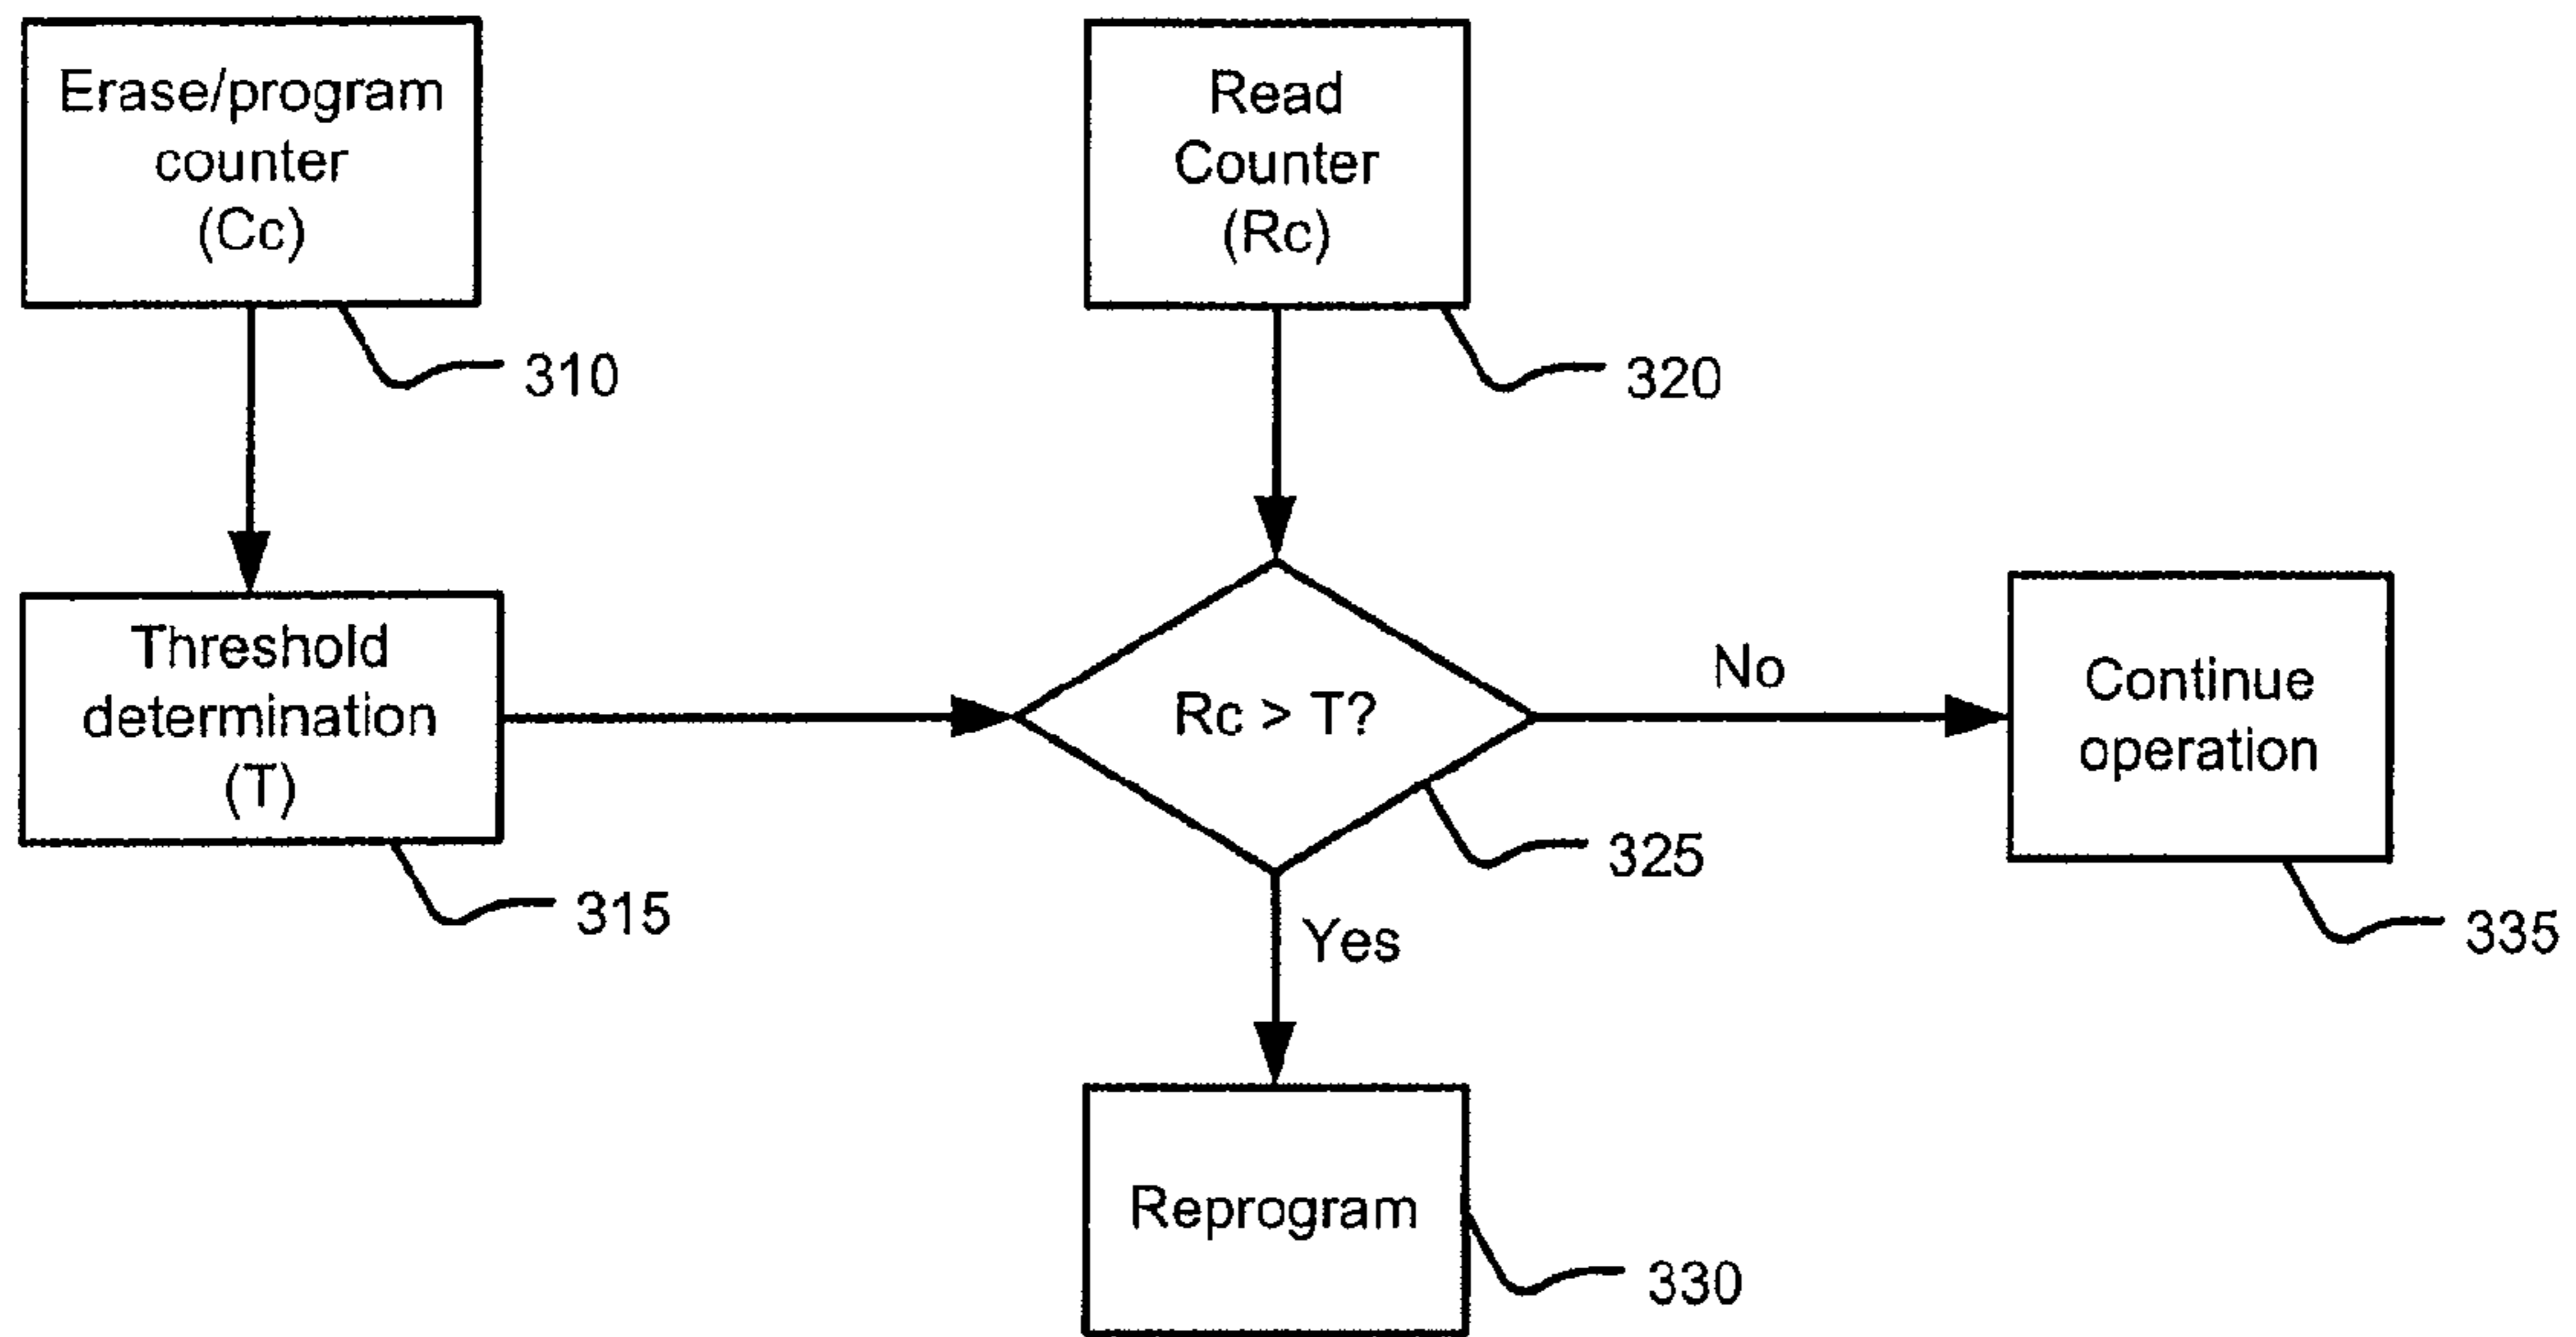 Erase/program
counter
(Cc)
310
Read
Counter
(Rc)
320
Threshold
determination
(T)
315
Rc > T?
325
No
Continue
operation
335
Yes
Reprogram
330